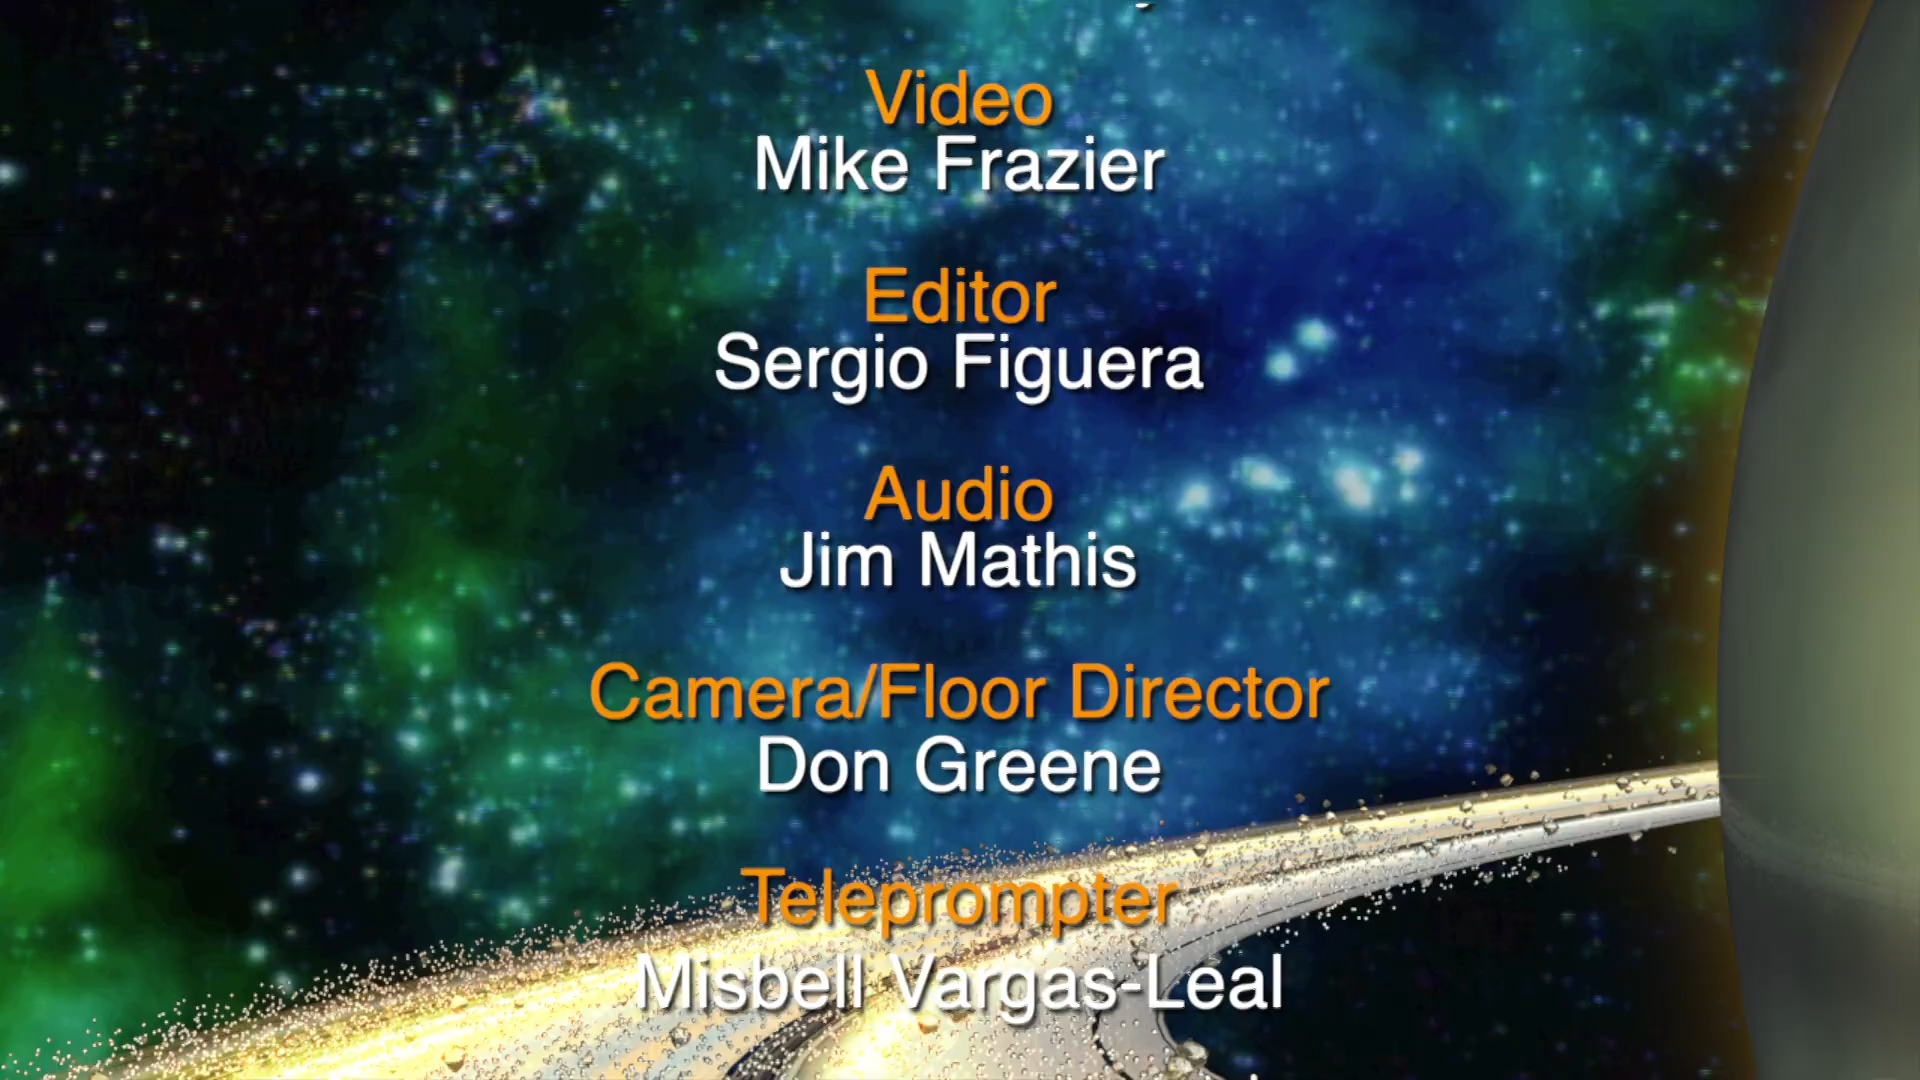 Video
Mike Frazier
Editor
Sergio Figuera
Audio
Jim Mathis
Camera/Floor Director
Don Greene
Teleprompter
Misbell Vargas-Leal